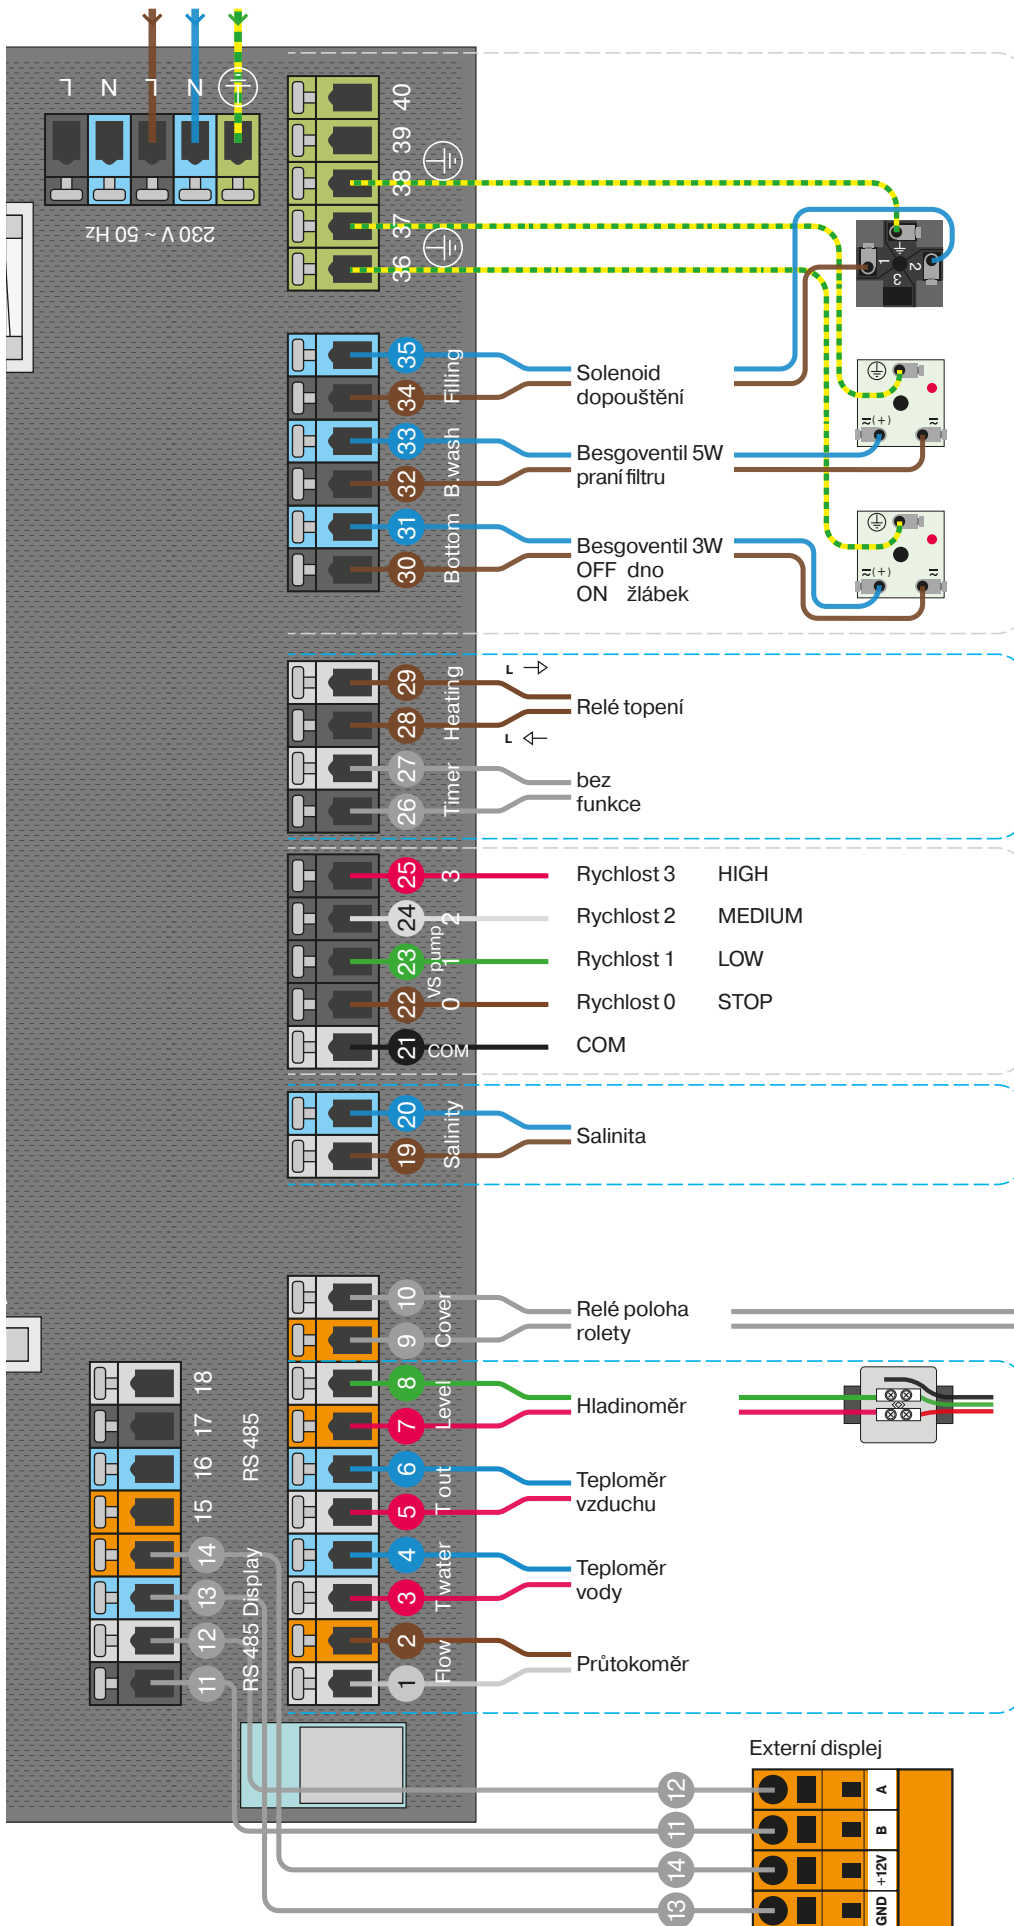 L N L N
230 V ~ 50 Hz
40
39
38
37
36
35
34
Filling
33
32
B.wash
31
30
Bottom
Solenoid
dopouštění
Besgoventil 5W
praní filtru
Besgoventil 3W
OFF dno
ON žlábek
1
2
3
≂(+)
≂
≂(+)
≂
29
28
Heating
L
L
Relé topení
27
26
Timer
bez
funkce
25
3
Rychlost 3 HIGH
24
2
Rychlost 2 MEDIUM
23
1
Rychlost 1 LOW
22
0
Rychlost 0 STOP
VS pump
21
COM
COM
20
19
Salinity
Salinita
10
9
Cover
Relé poloha
rolety
8
7
Level
Hladinoměr
6
5
T out
Teploměr
vzduchu
4
3
T water
Teploměr
vody
2
1
Flow
Průtokoměr
18
17
16
15
RS 485
14
13
12
11
RS 485 Display
Externí displej
12
A
11
B
14
+12V
13
GND